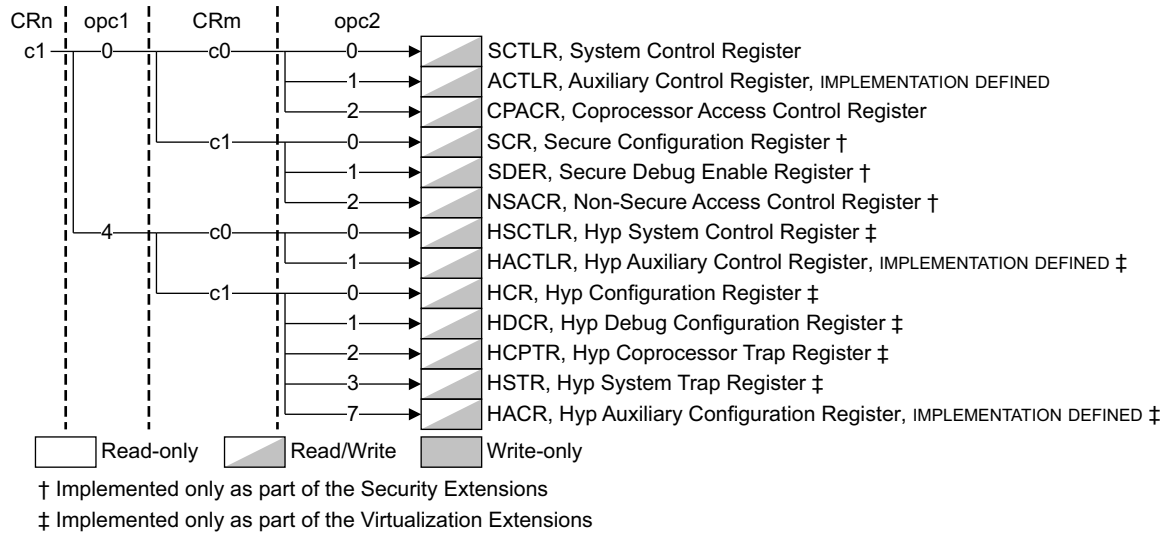 CRn opc1 CRm opc2
c1 0 c0 0 SCTLR, System Control Register
1 ACTLR, Auxiliary Control Register, IMPLEMENTATION DEFINED
2 CPACR, Coprocessor Access Control Register
c1 0 SCR, Secure Configuration Register †
1 SDER, Secure Debug Enable Register †
2 NSACR, Non-Secure Access Control Register †
4 c0 0 HSCTLR, Hyp System Control Register ‡
1 HACTLR, Hyp Auxiliary Control Register, IMPLEMENTATION DEFINED ‡
c1 0 HCR, Hyp Configuration Register ‡
1 HDCR, Hyp Debug Configuration Register ‡
2 HCPTR, Hyp Coprocessor Trap Register ‡
3 HSTR, Hyp System Trap Register ‡
7 HACR, Hyp Auxiliary Configuration Register, IMPLEMENTATION DEFINED ‡
Read-only Read/Write Write-only
† Implemented only as part of the Security Extensions
‡ Implemented only as part of the Virtualization Extensions